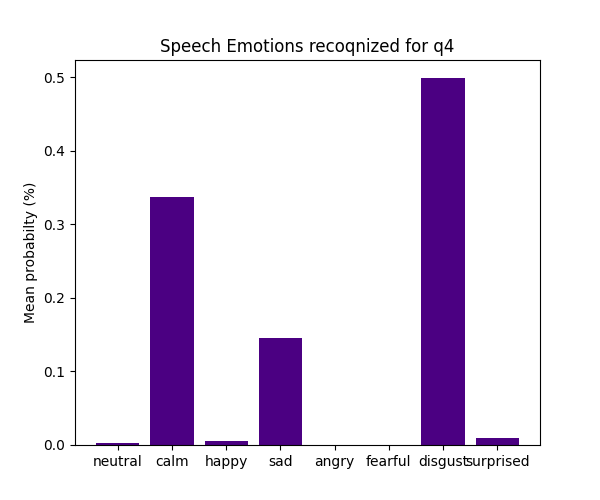 Speech Emotions recoqnized for q4
0.5
0.4
0.3
0.2
0.1
0.0
Mean probabilty (%)
neutral calm happy sad angry fearful disgust surprised